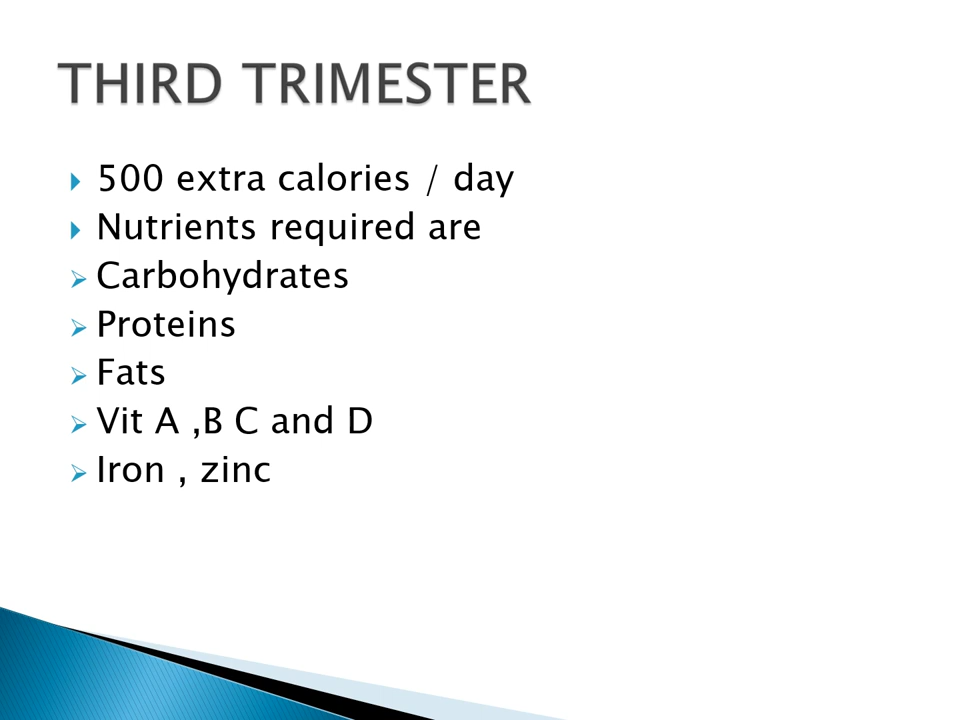 THIRD TRIMESTER
500 extra calories / day
Nutrients required are
Carbohydrates
Proteins
Fats
Vit A ,B C and D
Iron , zinc